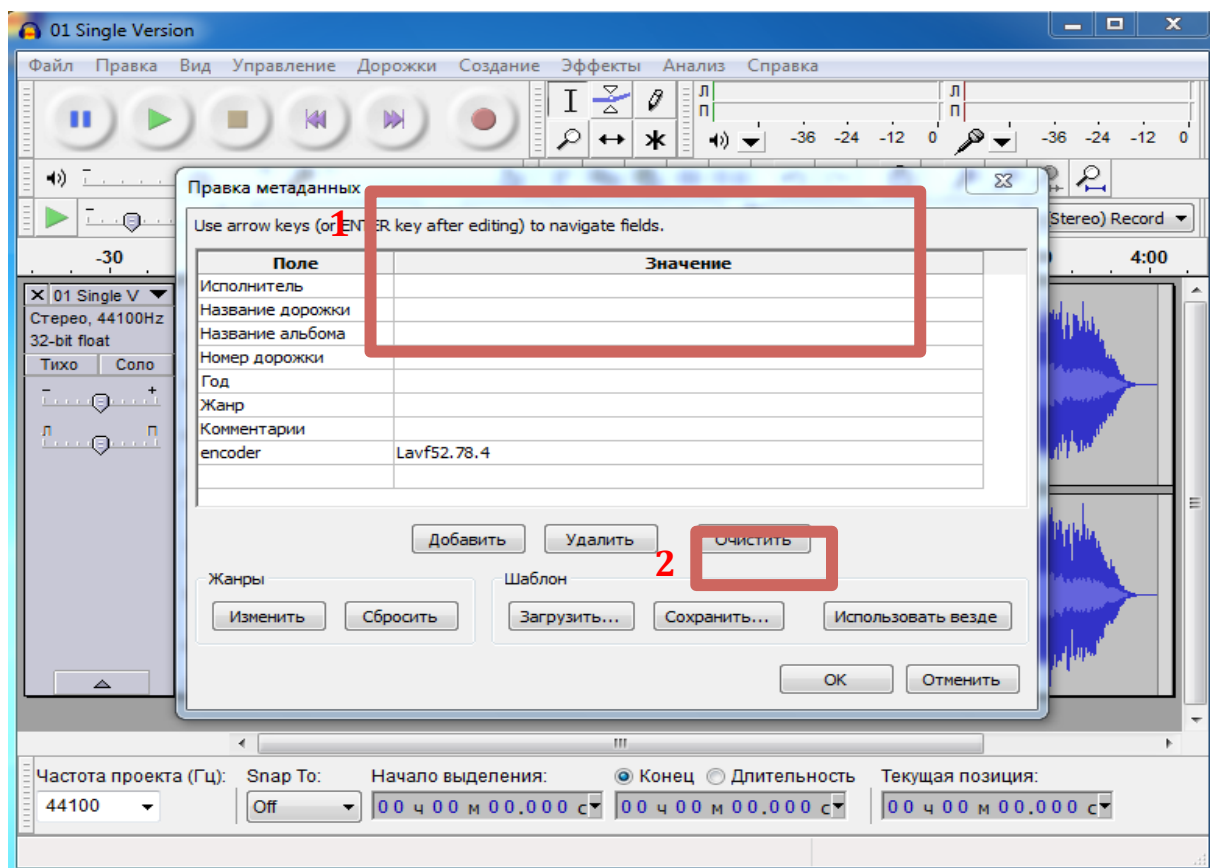 01 Single Version
Файл Правка Вид Управление Дорожки Создание Эффекты Анализ Справка
Л Л
П П
-36 -24 -12 0 -36 -24 -12 0
Правка метаданных
1
Use arrow keys (or ENTER key after editing) to navigate fields.
(Stereo) Record
-30 4:00
Поле Значение
Исполнитель
Название дорожки
Название альбома
Номер дорожки
Год
Жанр
Комментарии
encoder Lavf52.78.4
01 Single V
Стерео, 44100Hz
32-bit float
Тихо Соло
- +
Л П
Добавить Удалить Очистить
2
Жанры Шаблон
Изменить Сбросить Загрузить... Сохранить... Использовать везде
OK Отменить
Частота проекта (Гц): Snap To: Начало выделения: Конец Длительность Текущая позиция:
44100 Off 00 ч 00 м 00.000 с 00 ч 00 м 00.000 с 00 ч 00 м 00.000 с